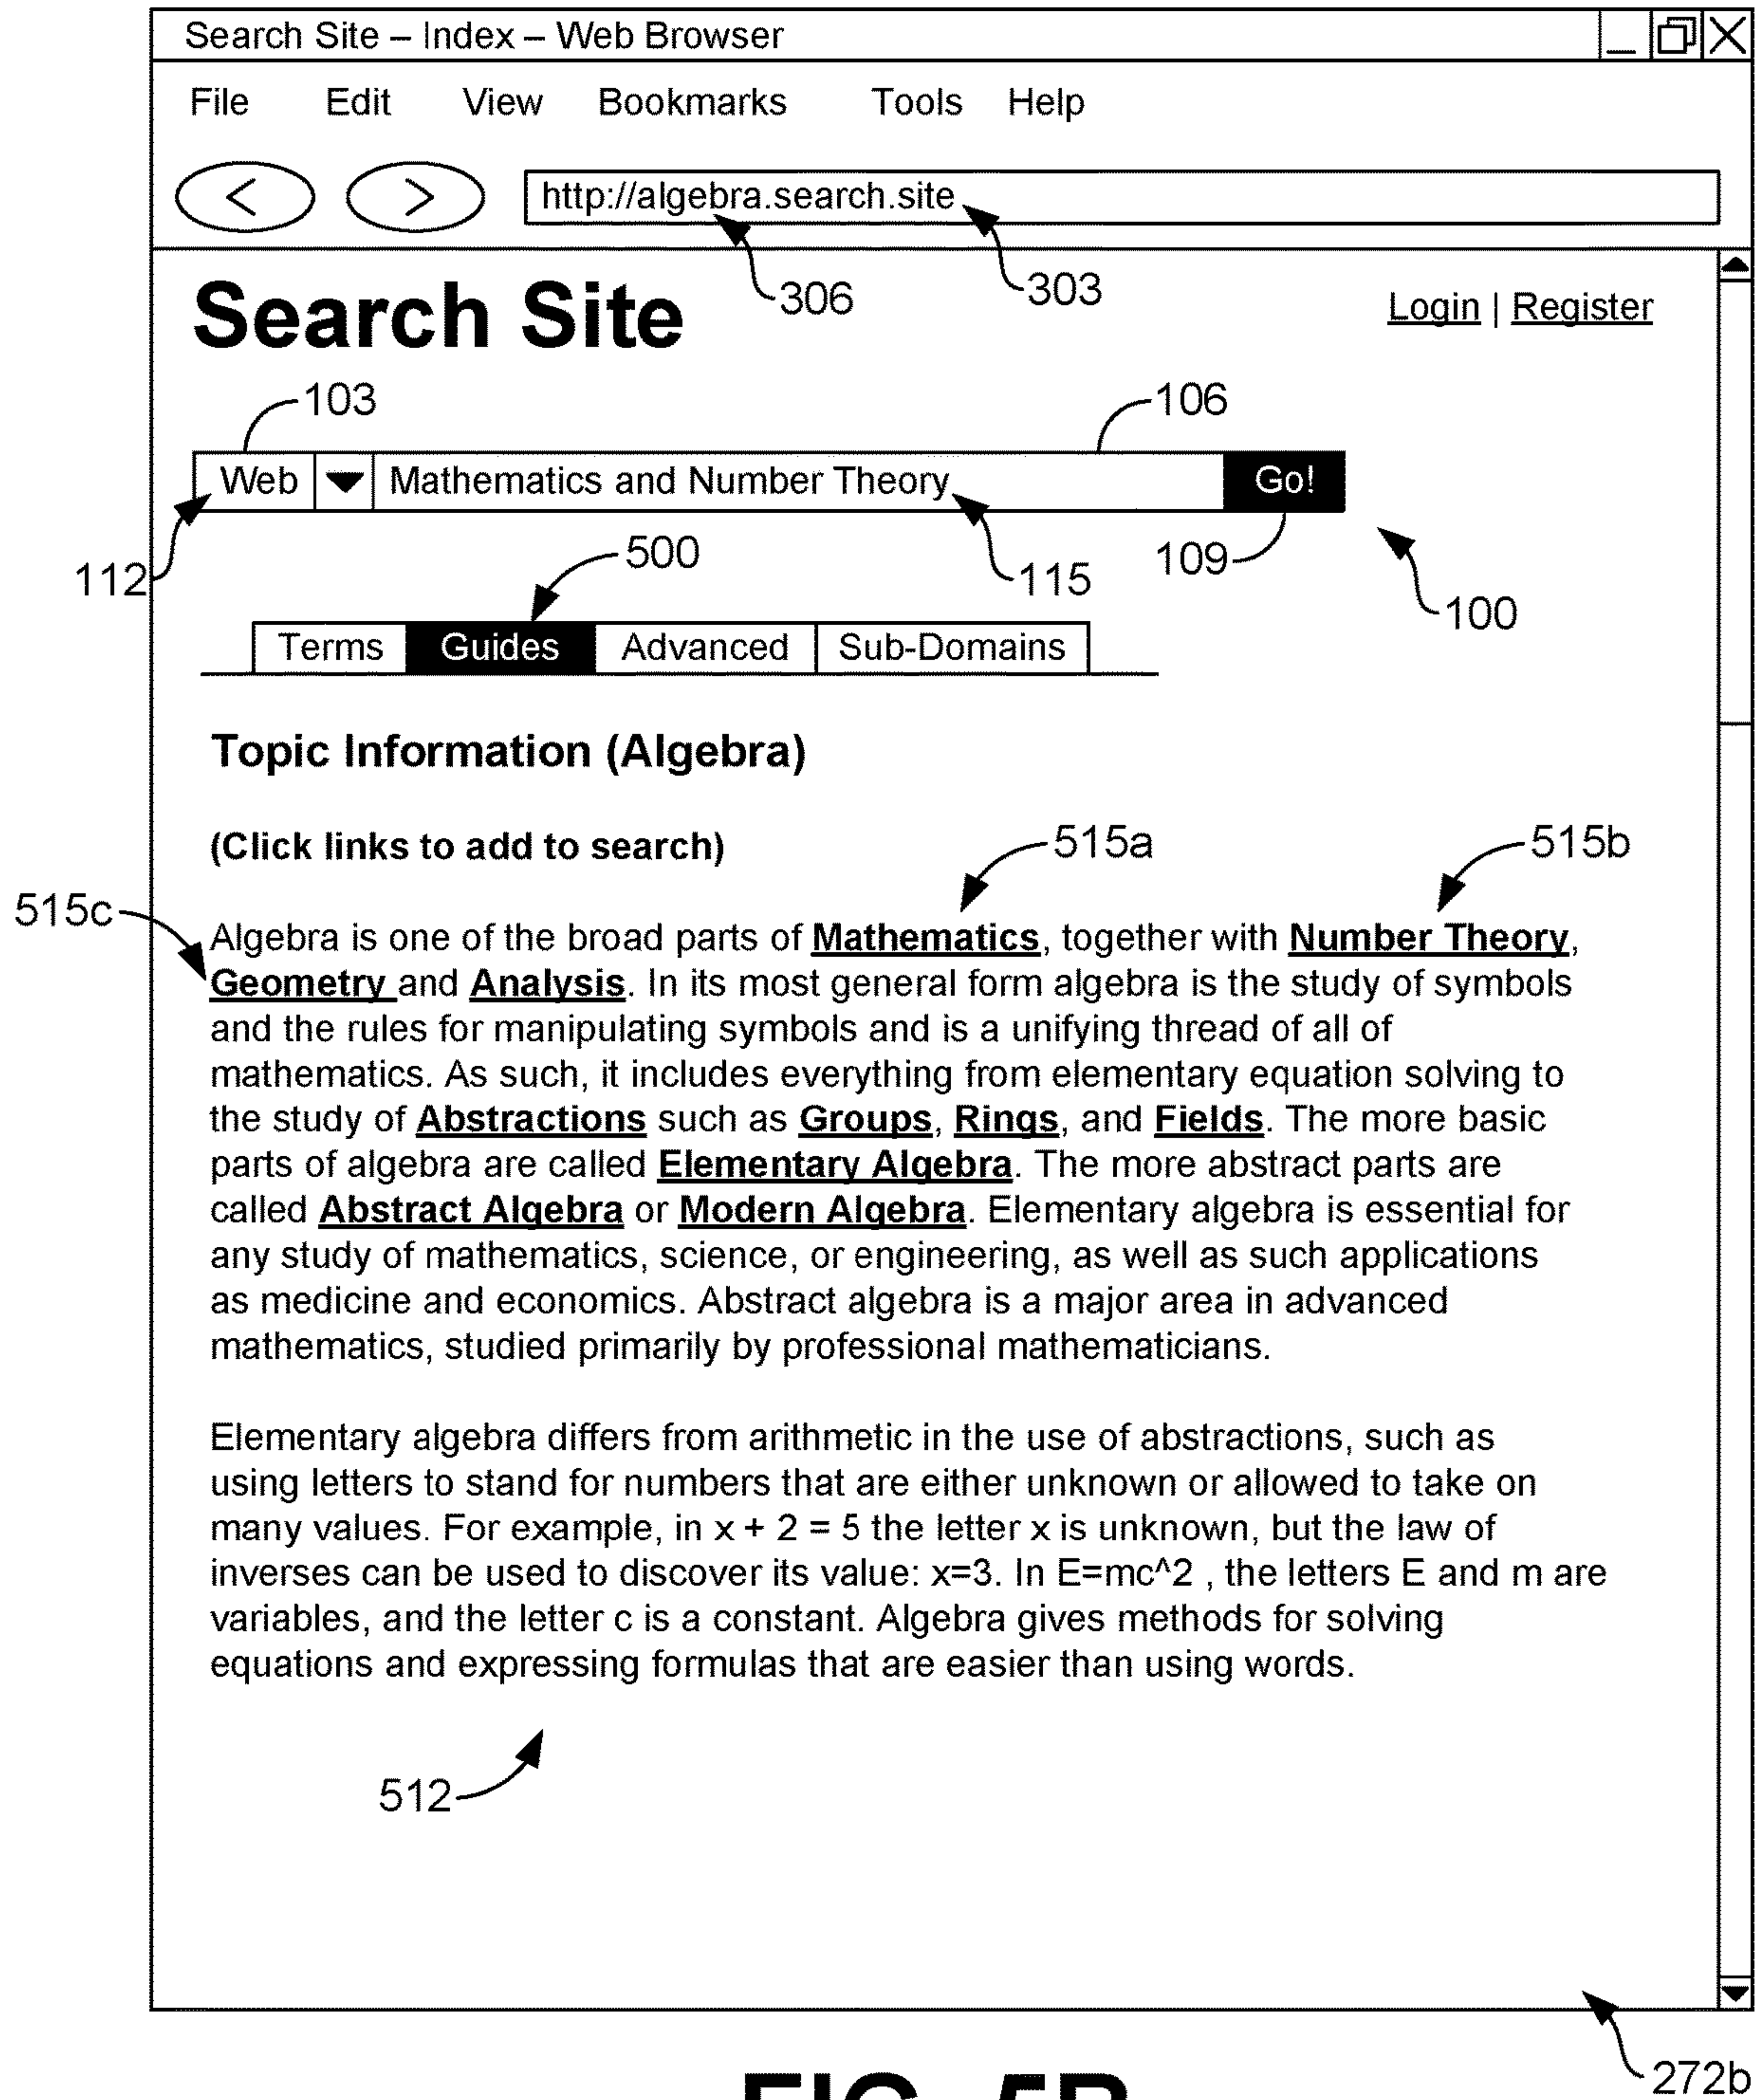 Search Site – Index – Web Browser
File Edit View Bookmarks Tools Help
< > http://algebra.search.site
306 303
Search Site
Login | Register
103 106
Web Mathematics and Number Theory Go!
112 500 115 109 100
Terms Guides Advanced Sub-Domains
Topic Information (Algebra)
(Click links to add to search)
515a 515b
515c
Algebra is one of the broad parts of Mathematics, together with Number Theory,
Geometry and Analysis. In its most general form algebra is the study of symbols
and the rules for manipulating symbols and is a unifying thread of all of
mathematics. As such, it includes everything from elementary equation solving to
the study of Abstractions such as Groups, Rings, and Fields. The more basic
parts of algebra are called Elementary Algebra. The more abstract parts are
called Abstract Algebra or Modern Algebra. Elementary algebra is essential for
any study of mathematics, science, or engineering, as well as such applications
as medicine and economics. Abstract algebra is a major area in advanced
mathematics, studied primarily by professional mathematicians.
Elementary algebra differs from arithmetic in the use of abstractions, such as
using letters to stand for numbers that are either unknown or allowed to take on
many values. For example, in x + 2 = 5 the letter x is unknown, but the law of
inverses can be used to discover its value: x=3. In E=mc^2 , the letters E and m are
variables, and the letter c is a constant. Algebra gives methods for solving
equations and expressing formulas that are easier than using words.
512
272b
FIG. 5B